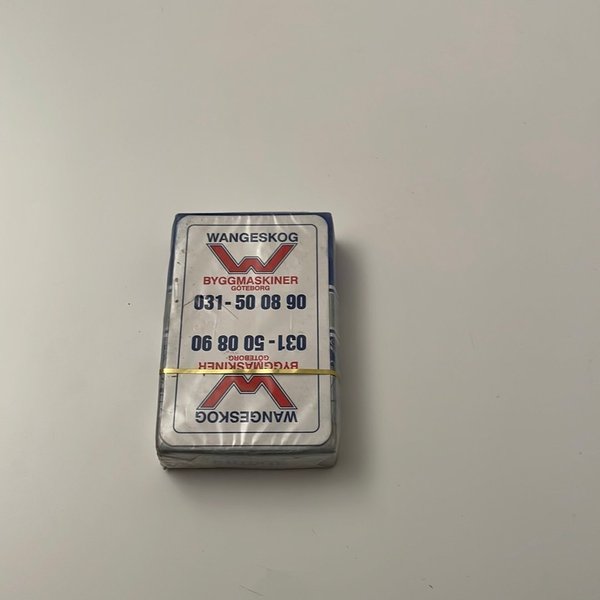 WANGESKOG
W
BYGGMASKINER
GÖTEBORG
031-50 08 90
031-50 08 90
GÖTEBORG
BYGGMASKINER
W
WANGESKOG